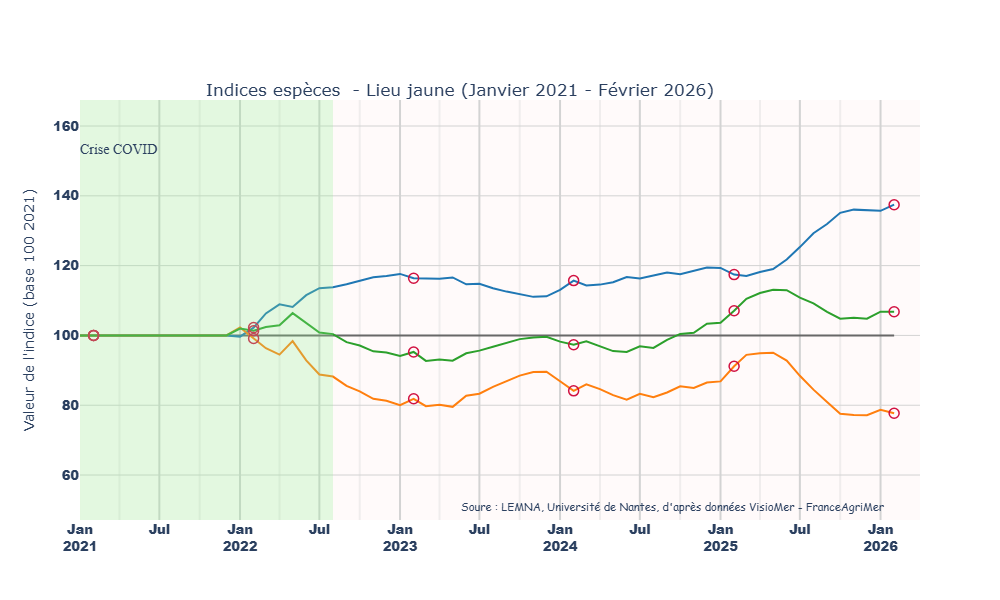 Indices espèces  - Lieu jaune (Janvier 2021 - Février 2026)
Valeur de l'indice (base 100 2021)
160
140
120
100
80
60
Crise COVID
Soure : LEMNA, Université de Nantes, d'après données VisioMer - FranceAgriMer
Jan Jul Jan Jul Jan Jul Jan Jul Jan Jul Jan
2021 2022 2023 2024 2025 2026